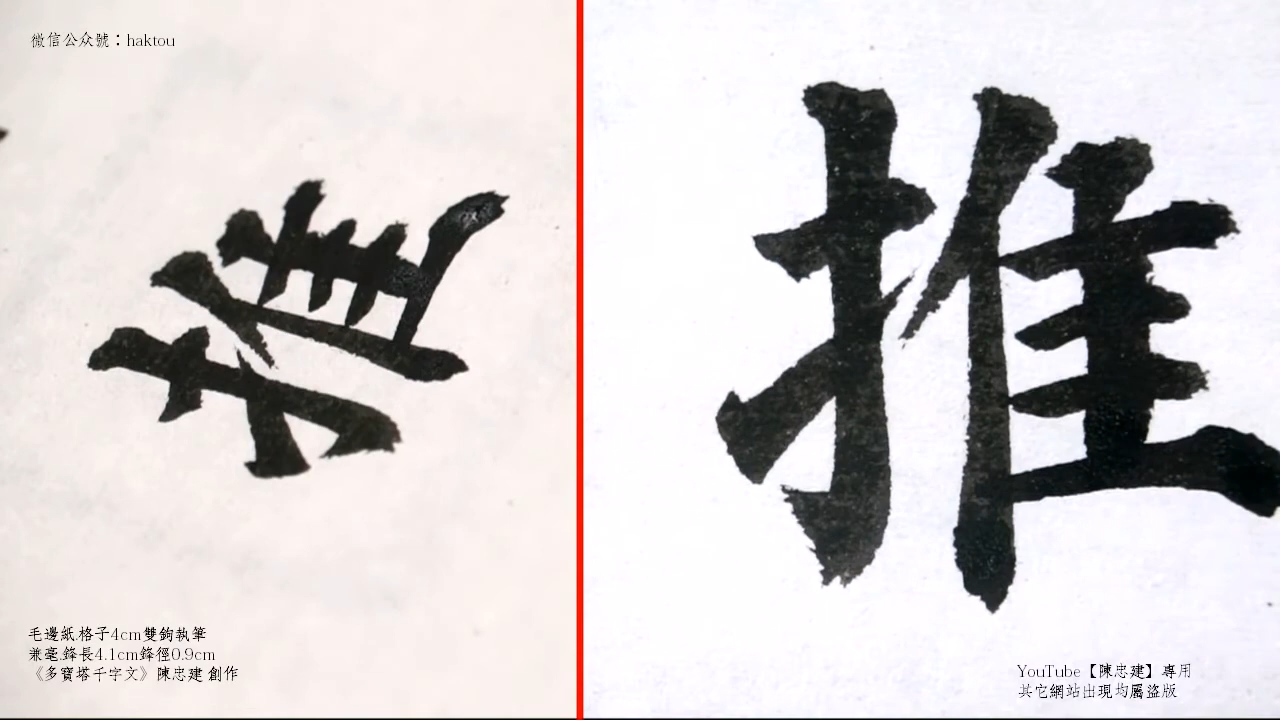 微信公众號：haktou
推
推
毛邊紙格子4cm雙鉤執筆
兼毫鋒長4.1cm鋒徑0.9cm
《多寶塔千字文》陳忠建創作
YouTube【陳忠建】專用
其它網站出現均屬盜版